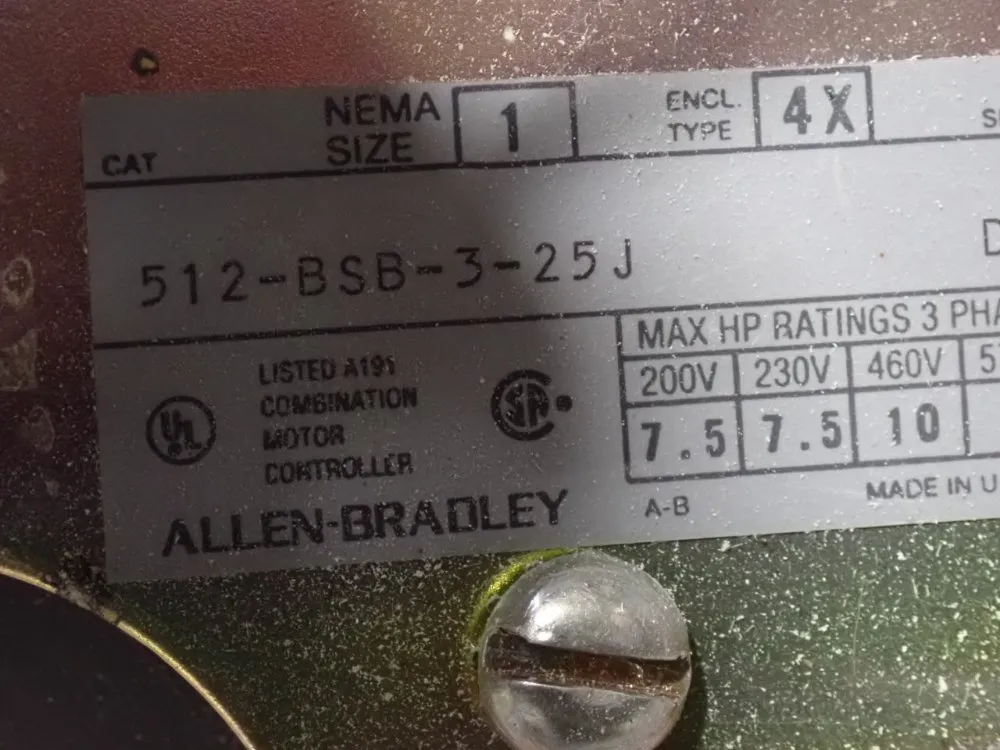 NEMA SIZE 1 ENCL. TYPE 4X
CAT
512-BSB-3-25J
MAX HP RATINGS 3
200V 230V 460V
7.5 7.5 10
UL
LISTED A191
COMBINATION
MOTOR
CONTROLLER
ALLEN-BRADLEY
A-B
MADE IN U